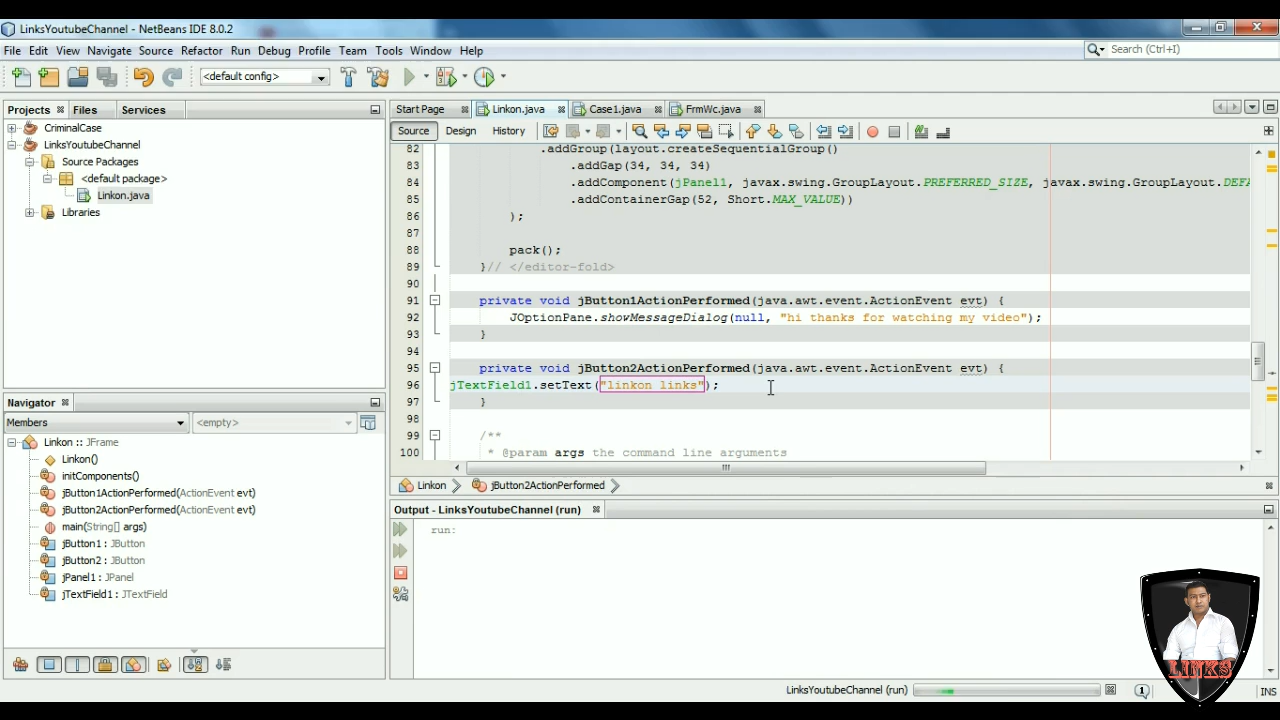 LinksYoutubeChannel - NetBeans IDE 8.0.2
File Edit View Navigate Source Refactor Run Debug Profile Team Tools Window Help
Search (Ctrl+I)
<default config>
Projects Files Services
CriminalCase
LinksYoutubeChannel
Source Packages
<default package>
Linkon.java
Libraries
Navigator
Members
<empty>
Linkon :: JFrame
Linkon()
initComponents()
jButton1ActionPerformed(ActionEvent evt)
jButton2ActionPerformed(ActionEvent evt)
main(String[] args)
jButton1 : JButton
jButton2 : JButton
jPanel1 : JPanel
jTextField1 : JTextField
Start Page Linkon.java Case1.java FrmWc.java
Source Design History
82 .addGroup(layout.createSequentialGroup()
83 .addGap(34, 34, 34)
84 .addComponent(jPanel1, javax.swing.GroupLayout.PREFERRED_SIZE, javax.swing.GroupLayout.DEFA
85 .addContainerGap(52, Short.MAX_VALUE))
86 );
87
88 pack();
89 }// </editor-fold>
90
91 private void jButton1ActionPerformed(java.awt.event.ActionEvent evt) {
92 JOptionPane.showMessageDialog(null, "hi thanks for watching my video");
93 }
94
95 private void jButton2ActionPerformed(java.awt.event.ActionEvent evt) {
96 jTextField1.setText("linkon links");
97 }
98
99 /**
100 * @param args the command line arguments
Linkon jButton2ActionPerformed
Output - LinksYoutubeChannel (run)
run:
LINKS
LinksYoutubeChannel (run)
1
INS